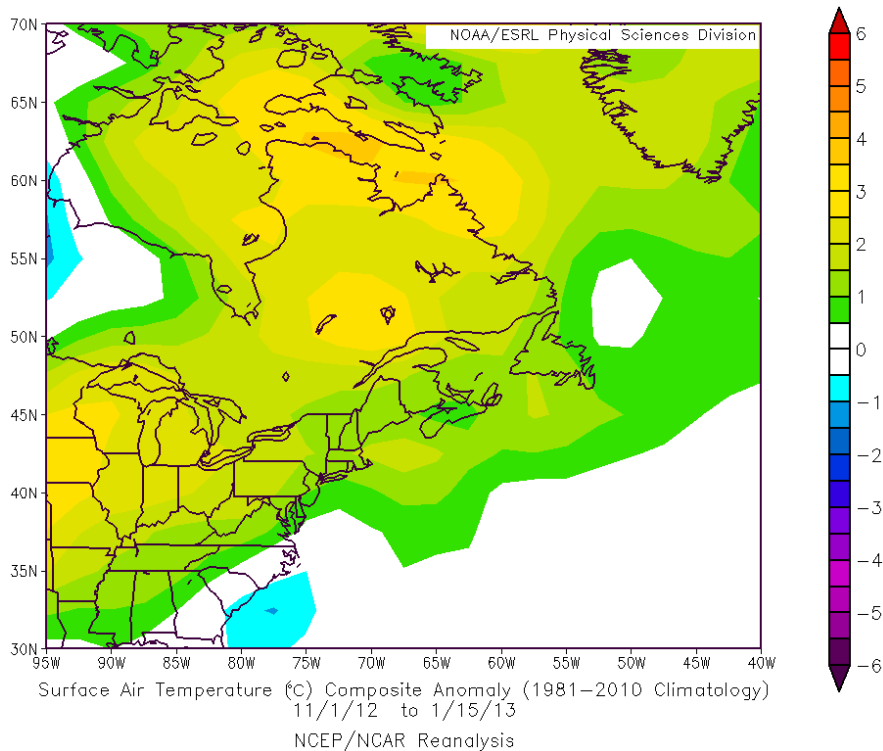 70N
NOAA/ESRL Physical Sciences Division
65N
60N
55N
50N
45N
40N
35N
30N
95W 90W 85W 80W 75W 70W 65W 60W 55W 50W 45W 40W
6
5
4
3
2
1
0
−1
−2
−3
−4
−5
−6
Surface Air Temperature (°C) Composite Anomaly (1981−2010 Climatology)
11/1/12 to 1/15/13
NCEP/NCAR Reanalysis